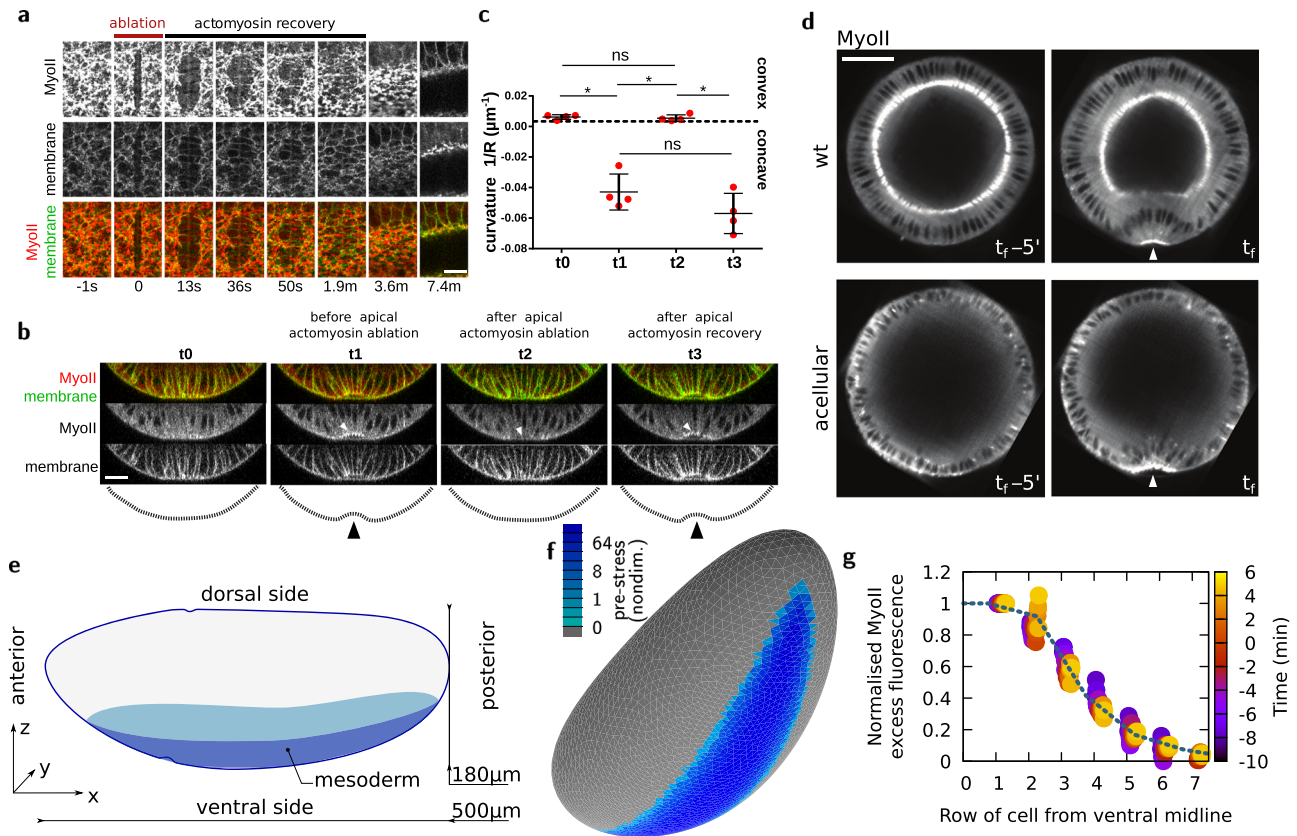 a
ablation
actomyosin recovery
MyoII
membrane
MyoII
membrane
-1s 0 13s 36s 50s 1.9m 3.6m 7.4m
b
before apical actomyosin ablation
after apical actomyosin ablation
after apical actomyosin recovery
t0 t1 t2 t3
MyoII
membrane
MyoII
membrane
c
ns
* * *
ns
convex
concave
curvature 1/R (µm⁻¹)
0.02
0.00
-0.02
-0.04
-0.06
-0.08
t0 t1 t2 t3
d
MyoII
wt
tf–5'
tf
acellular
tf–5'
tf
e
dorsal side
anterior
posterior
z
y
x
mesoderm
ventral side
180µm
500µm
f
64
8
1
0
pre-stress
(nondim.)
g
Normalised MyoII
excess fluorescence
1.2
1
0.8
0.6
0.4
0.2
0
0 1 2 3 4 5 6 7
Row of cell from ventral midline
6
4
2
0
-2
-4
-6
-8
-10
Time (min)